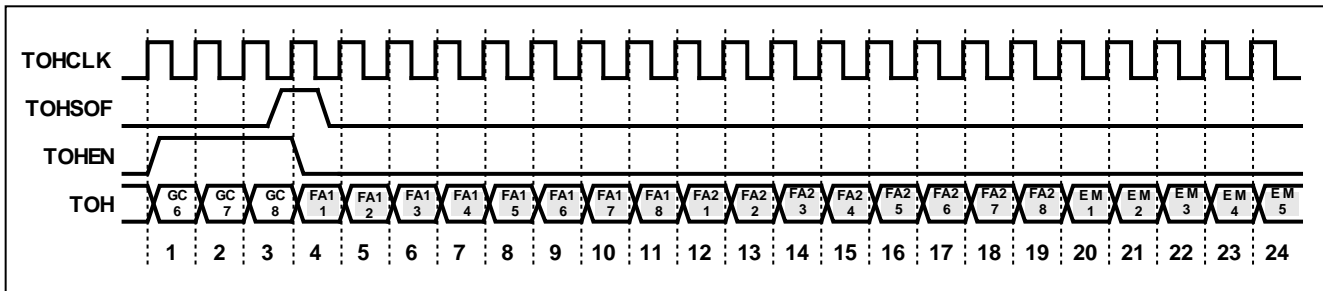 TOHCLK
TOHSOF
TOHEN
TOH
GC 6
GC 7
GC 8
FA1 1
FA1 2
FA1 3
FA1 4
FA1 5
FA1 6
FA1 7
FA1 8
FA2 1
FA2 2
FA2 3
FA2 4
FA2 5
FA2 6
FA2 7
FA2 8
EM 1
EM 2
EM 3
EM 4
EM 5
1 2 3 4 5 6 7 8 9 10 11 12 13 14 15 16 17 18 19 20 21 22 23 24